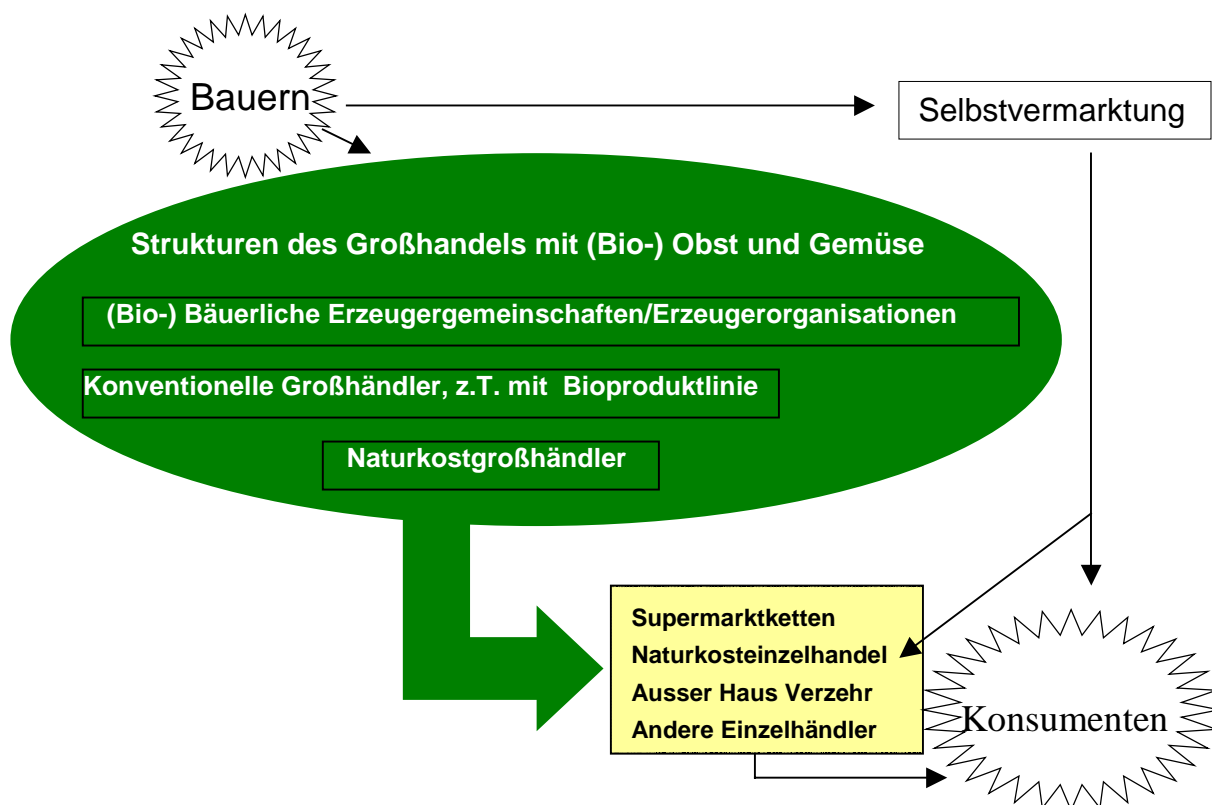 Bauern
Selbstvermarktung
Strukturen des Großhandels mit (Bio-) Obst und Gemüse
(Bio-) Bäuerliche Erzeugergemeinschaften/Erzeugerorganisationen
Konventionelle Großhändler, z.T. mit Bioproduktlinie
Naturkostgroßhändler
Supermarktketten
Naturkosteinzelhandel
Ausser Haus Verzehr
Andere Einzelhändler
Konsumenten